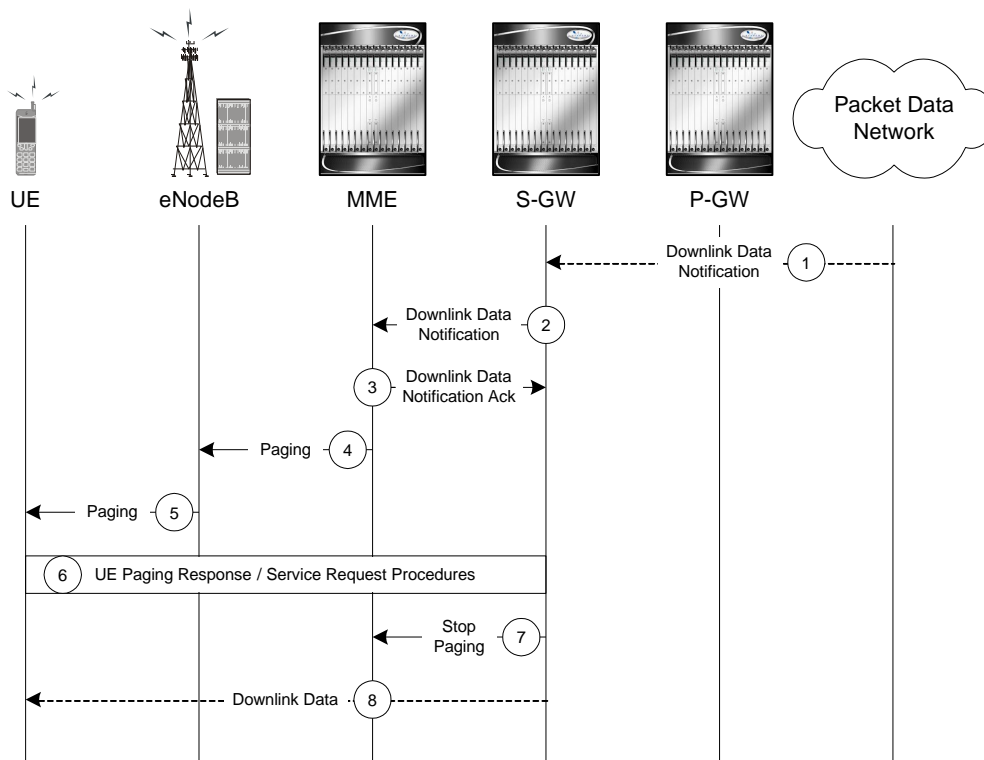 Packet Data
Network
UE
eNodeB
MME
S-GW
P-GW
Downlink Data
Notification
1
Downlink Data
Notification
2
3
Downlink Data
Notification Ack
Paging
4
Paging
5
6
UE Paging Response / Service Request Procedures
Stop
Paging
7
Downlink Data
8